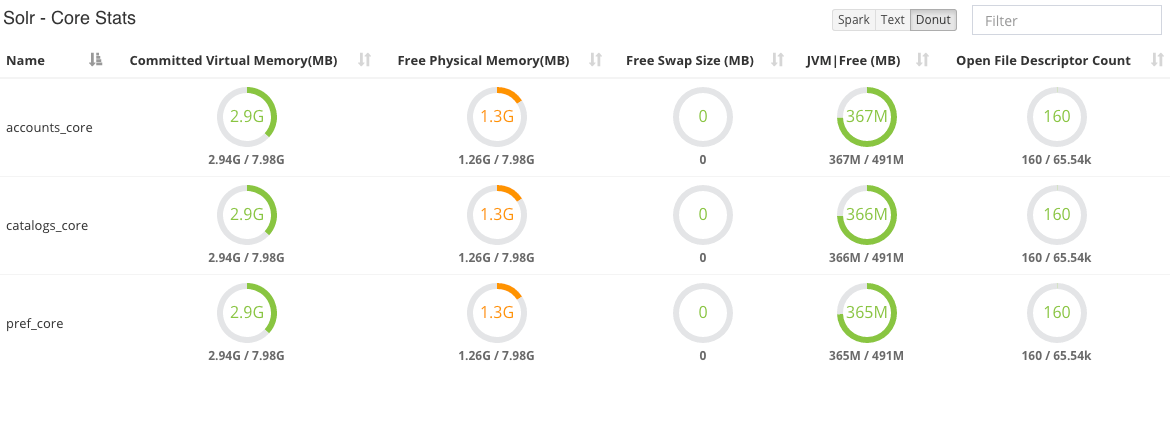 Solr - Core Stats
Spark Text Donut Filter
Name Committed Virtual Memory(MB) Free Physical Memory(MB) Free Swap Size (MB) JVM|Free (MB) Open File Descriptor Count
accounts_core 2.9G 1.3G 0 367M 160
2.94G / 7.98G 1.26G / 7.98G 0 367M / 491M 160 / 65.54k
catalogs_core 2.9G 1.3G 0 366M 160
2.94G / 7.98G 1.26G / 7.98G 0 366M / 491M 160 / 65.54k
pref_core 2.9G 1.3G 0 365M 160
2.94G / 7.98G 1.26G / 7.98G 0 365M / 491M 160 / 65.54k